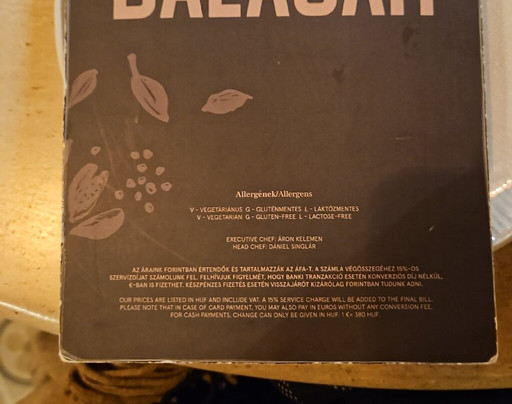 Allergének/Allergens
V - VEGETÁRIÁNUS G - GLUTÉNMENTES L - LAKTÓZMENTES
V - VEGETARIAN G - GLUTEN-FREE L - LACTOSE-FREE
EXECUTIVE CHEF: ÁRON KELEMEN
HEAD CHEF: DÁNIEL SINGLÁR
AZ ÁRAINK FORINTBAN ÉRTENDŐK ÉS TARTALMAZZÁK AZ ÁFA-T. A SZÁMLA VÉGÖSSZEGÉHEZ 15%-OS
SZERVÍZDÍJAT SZÁMOLUNK FEL. FELHÍVJUK FIGYELMÉT, HOGY BANKI TRANZAKCIÓ ESETÉN KONVERZIÓS DÍJ NÉLKÜL,
€-BAN IS FIZETHET. KÉSZPÉNZES FIZETÉS ESETÉN VISSZAJÁRÓT KIZÁRÓLAG FORINTBAN TUDUNK ADNI.
OUR PRICES ARE LISTED IN HUF AND INCLUDE VAT. A 15% SERVICE CHARGE WILL BE ADDED TO THE FINAL BILL.
PLEASE NOTE THAT IN CASE OF CARD PAYMENT, YOU MAY ALSO PAY IN EUROS WITHOUT ANY CONVERSION FEE.
FOR CASH PAYMENTS, CHANGE CAN ONLY BE GIVEN IN HUF. 1 €= 380 HUF.